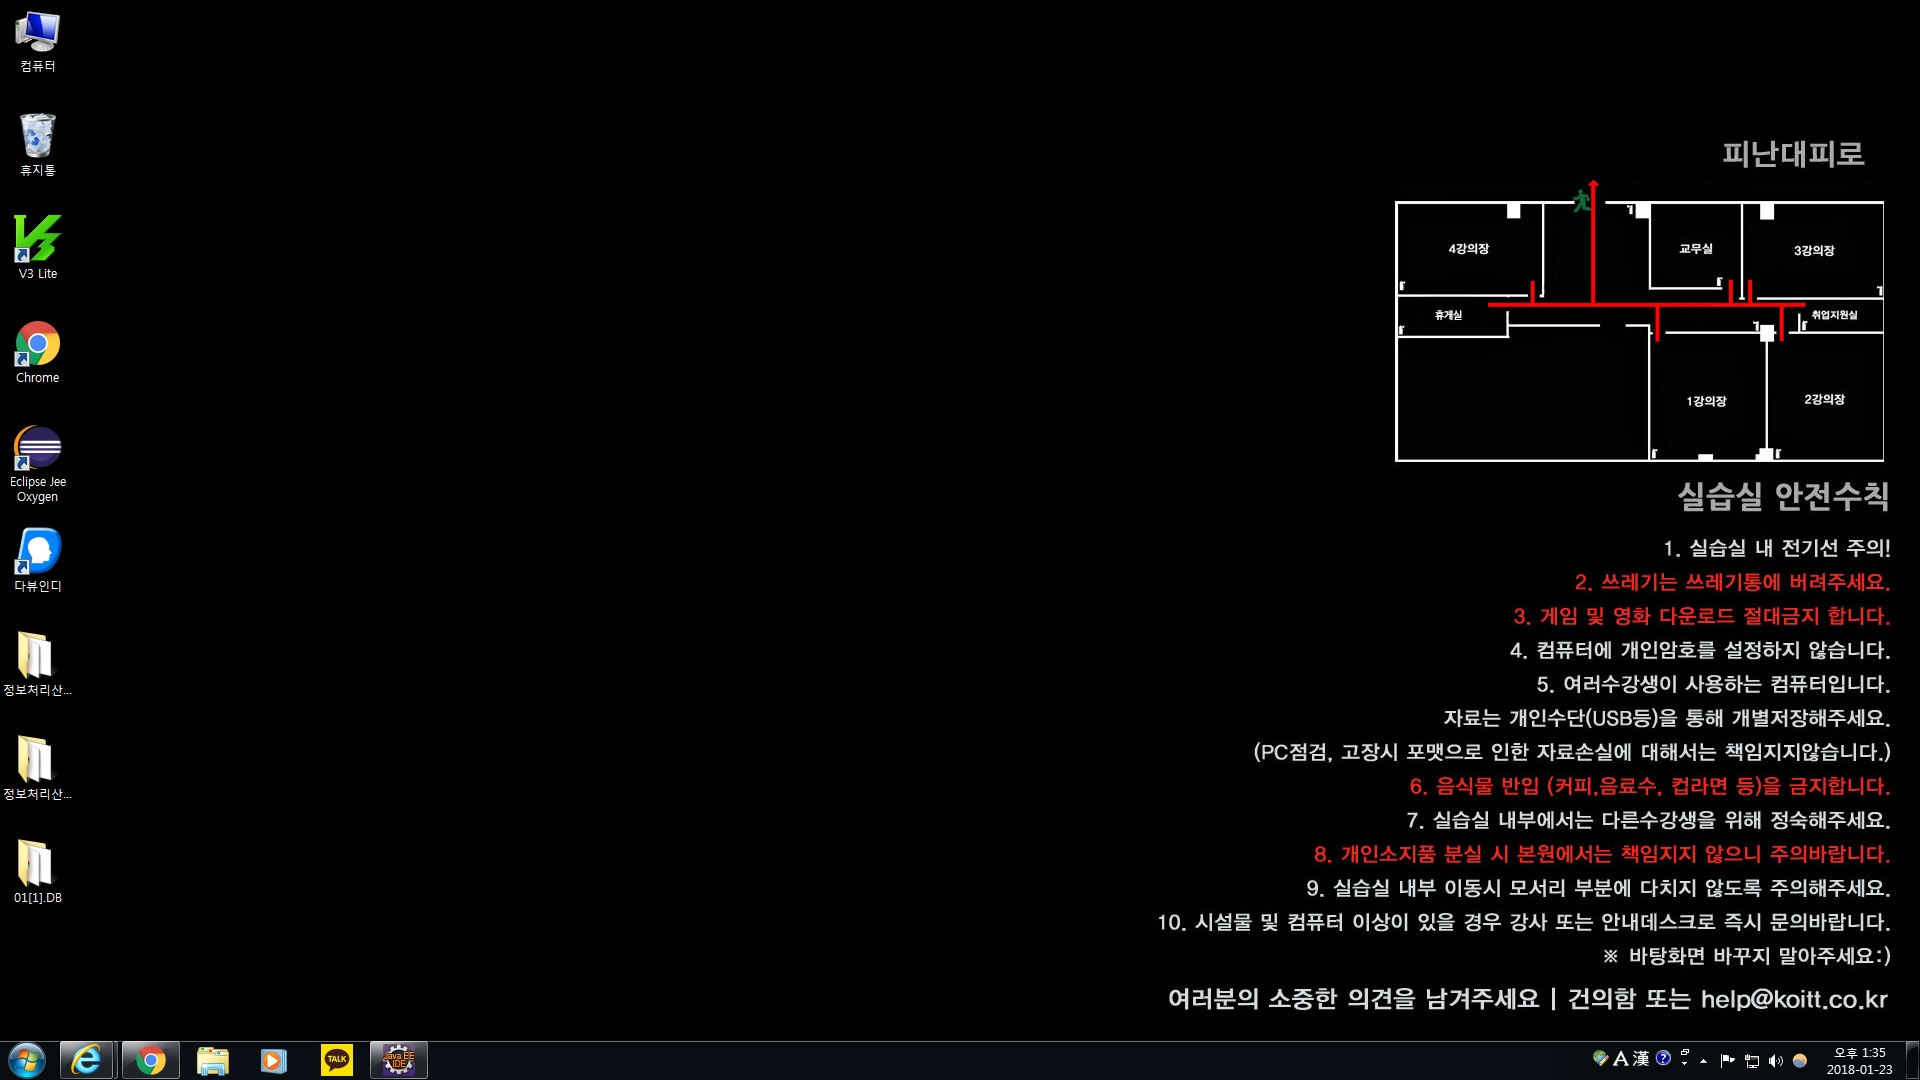 컴퓨터
휴지통
V3 Lite
Chrome
Eclipse Jee
Oxygen
다뷰인디
정보처리산...
정보처리산...
01[1].DB
피난대피로
4강의장
교무실
3강의장
휴게실
취업지원실
1강의장
2강의장
실습실 안전수칙
1. 실습실 내 전기선 주의!
2. 쓰레기는 쓰레기통에 버려주세요.
3. 게임 및 영화 다운로드 절대금지 합니다.
4. 컴퓨터에 개인암호를 설정하지 않습니다.
5. 여러수강생이 사용하는 컴퓨터입니다.
자료는 개인수단(USB등)을 통해 개별저장해주세요.
(PC점검, 고장시 포맷으로 인한 자료손실에 대해서는 책임지지않습니다.)
6. 음식물 반입 (커피,음료수, 컵라면 등)을 금지합니다.
7. 실습실 내부에서는 다른수강생을 위해 정숙해주세요.
8. 개인소지품 분실 시 본원에서는 책임지지 않으니 주의바랍니다.
9. 실습실 내부 이동시 모서리 부분에 다치지 않도록 주의해주세요.
10. 시설물 및 컴퓨터 이상이 있을 경우 강사 또는 안내데스크로 즉시 문의바랍니다.
※ 바탕화면 바꾸지 말아주세요:)
여러분의 소중한 의견을 남겨주세요 | 건의함 또는 help@koitt.co.kr
TALK
Java EE
IDE
A 漢
오후 1:35
2018-01-23